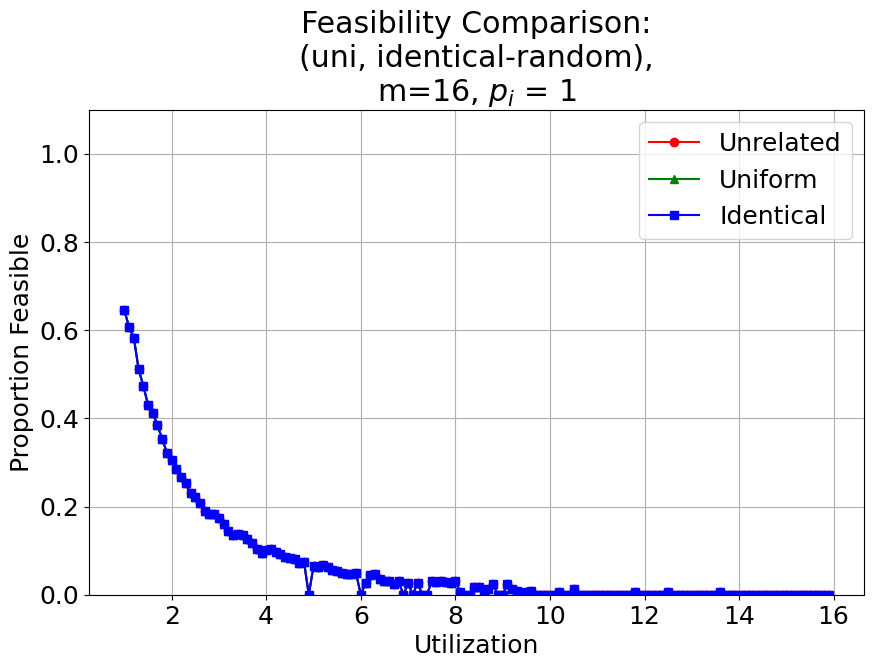 Feasibility Comparison:
(uni, identical-random),
m=16, $p_i$ = 1
Unrelated
Uniform
Identical
Proportion Feasible
1.0
0.8
0.6
0.4
0.2
0.0
2 4 6 8 10 12 14 16
Utilization